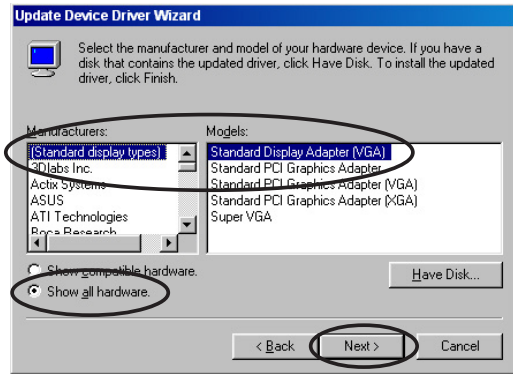 Update Device Driver Wizard
Select the manufacturer and model of your hardware device. If you have a
disk that contains the updated driver, click Have Disk. To install the updated
driver, click Finish.
Manufacturers:
(Standard display types)
3Dlabs Inc.
Actix Systems
ASUS
ATI Technologies
Boca Research
Models:
Standard Display Adapter (VGA)
Standard PCI Graphics Adapter
Standard PCI Graphics Adapter (VGA)
Standard PCI Graphics Adapter (XGA)
Super VGA
Show compatible hardware.
Show all hardware.
Have Disk...
< Back
Next >
Cancel